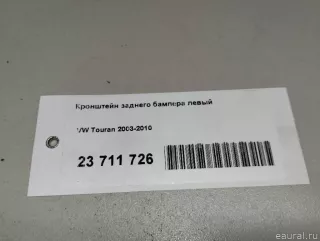 Кронштейн заднего бампера левый
VW Touran 2003-2010
23 711 726
eaural.ru